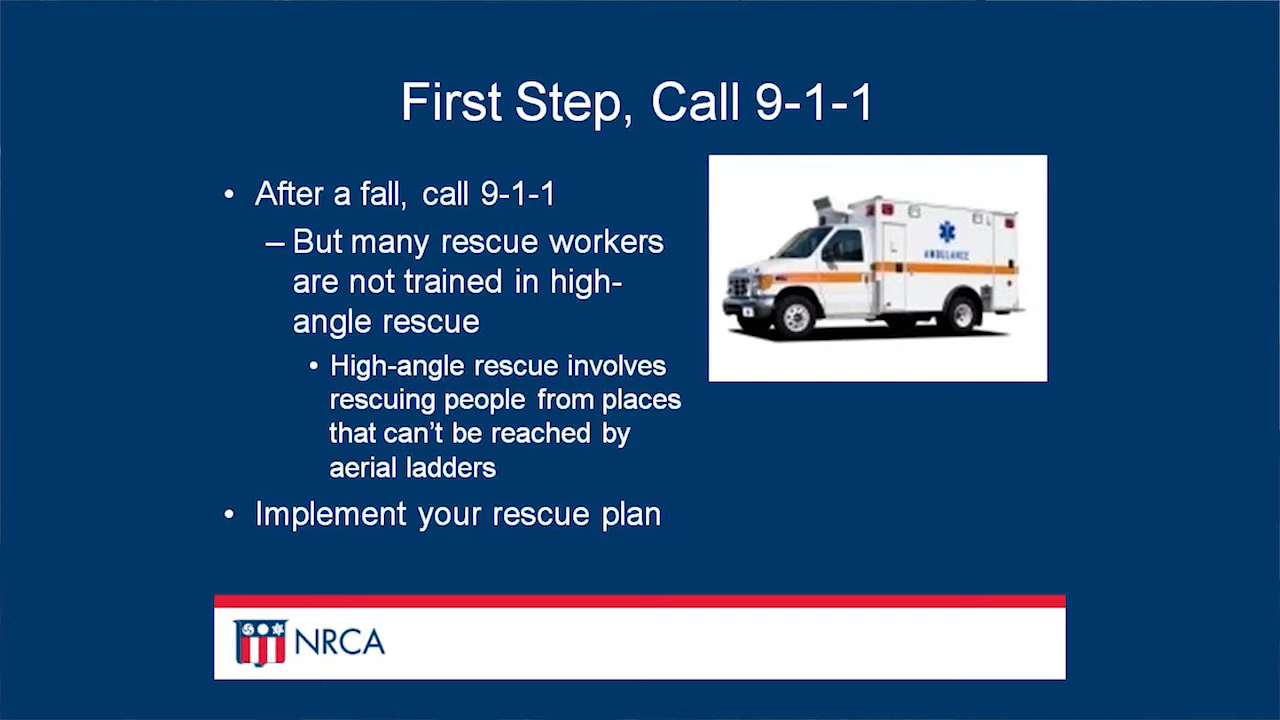 First Step, Call 9-1-1
• After a fall, call 9-1-1
– But many rescue workers
are not trained in high-
angle rescue
• High-angle rescue involves
rescuing people from places
that can't be reached by
aerial ladders
• Implement your rescue plan
AMBULANCE
NRCA